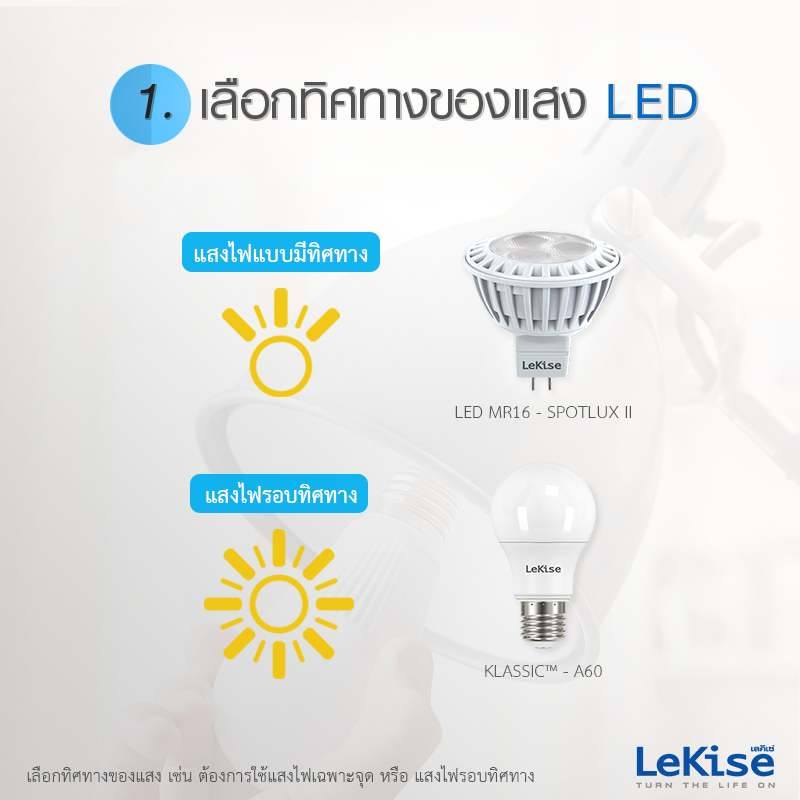 1. เลือกทิศทางของแสง LED
แสงไฟแบบมีทิศทาง
LeKise
LED MR16 - SPOTLUX II
แสงไฟรอบทิศทาง
LeKise
KLASSIC™ - A60
เลือกทิศทางของแสง เช่น ต้องการใช้แสงไฟเฉพาะจุด หรือ แสงไฟรอบทิศทาง
เลคิเซ่
LeKise
TURN THE LIFE ON